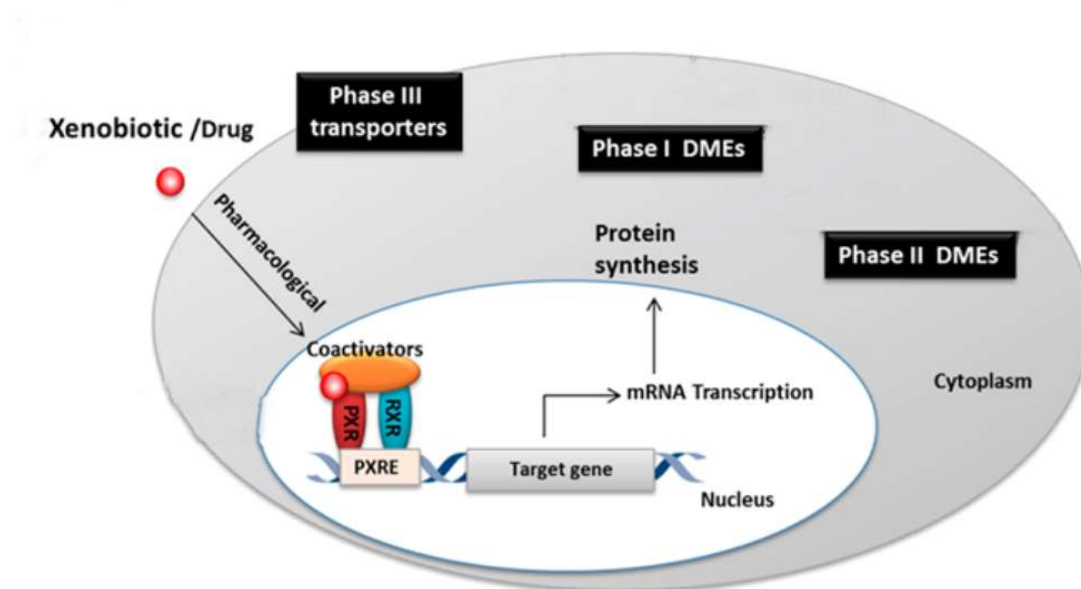 Phase III
transporters
Xenobiotic /Drug
Phase I DMEs
Pharmacological
Protein
synthesis
Phase II DMEs
Coactivators
Cytoplasm
mRNA Transcription
PXR
RXR
PXRE
Target gene
Nucleus